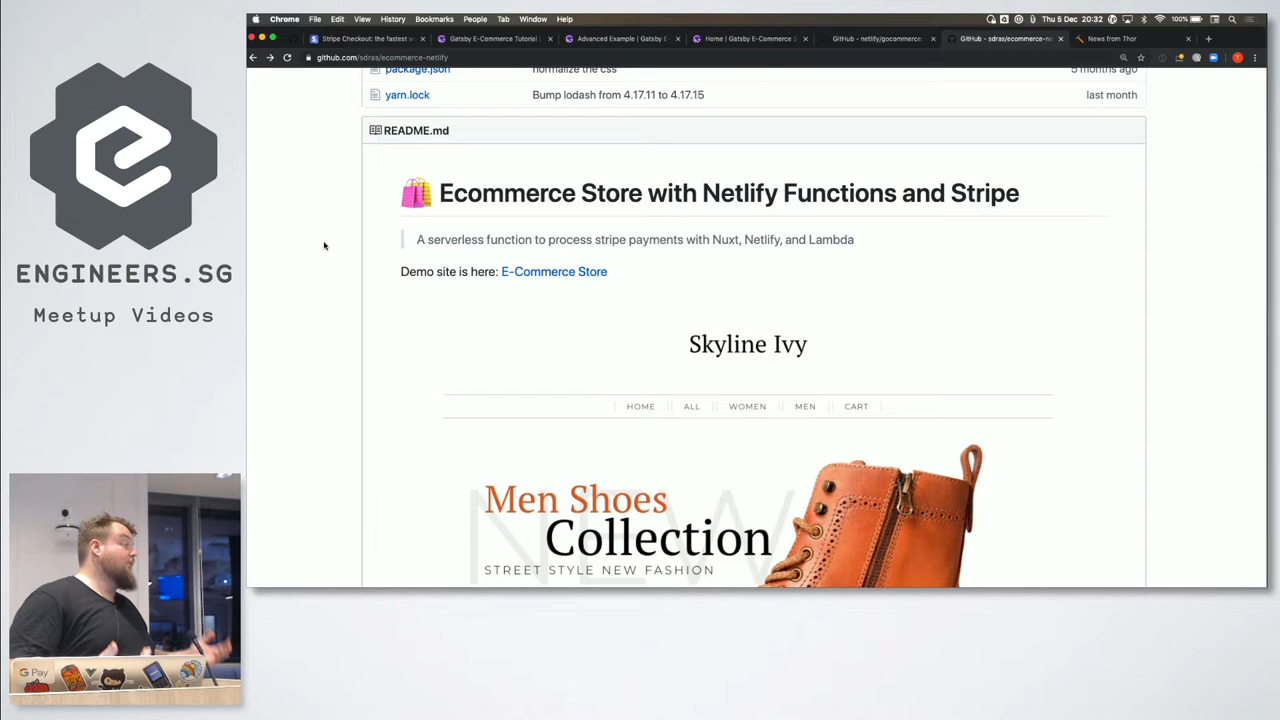 Chrome File Edit View History Bookmarks People Tab Window Help
100% Thu 5 Dec 20:32
Stripe Checkout: the fastest w
Gatsby E-Commerce Tutorial |
Advanced Example | Gatsby E-
Home | Gatsby E-Commerce S
GitHub - netlify/gocommerce:
GitHub - sdras/ecommerce-net
News from Thor
github.com/sdras/ecommerce-netlify
package.json normalize the css 5 months ago
yarn.lock Bump lodash from 4.17.11 to 4.17.15 last month
README.md
Ecommerce Store with Netlify Functions and Stripe
A serverless function to process stripe payments with Nuxt, Netlify, and Lambda
Demo site is here: E-Commerce Store
Skyline Ivy
HOME ALL WOMEN MEN CART
NEW
Men Shoes
Collection
STREET STYLE NEW FASHION
ENGINEERS.SG
Meetup Videos
G Pay